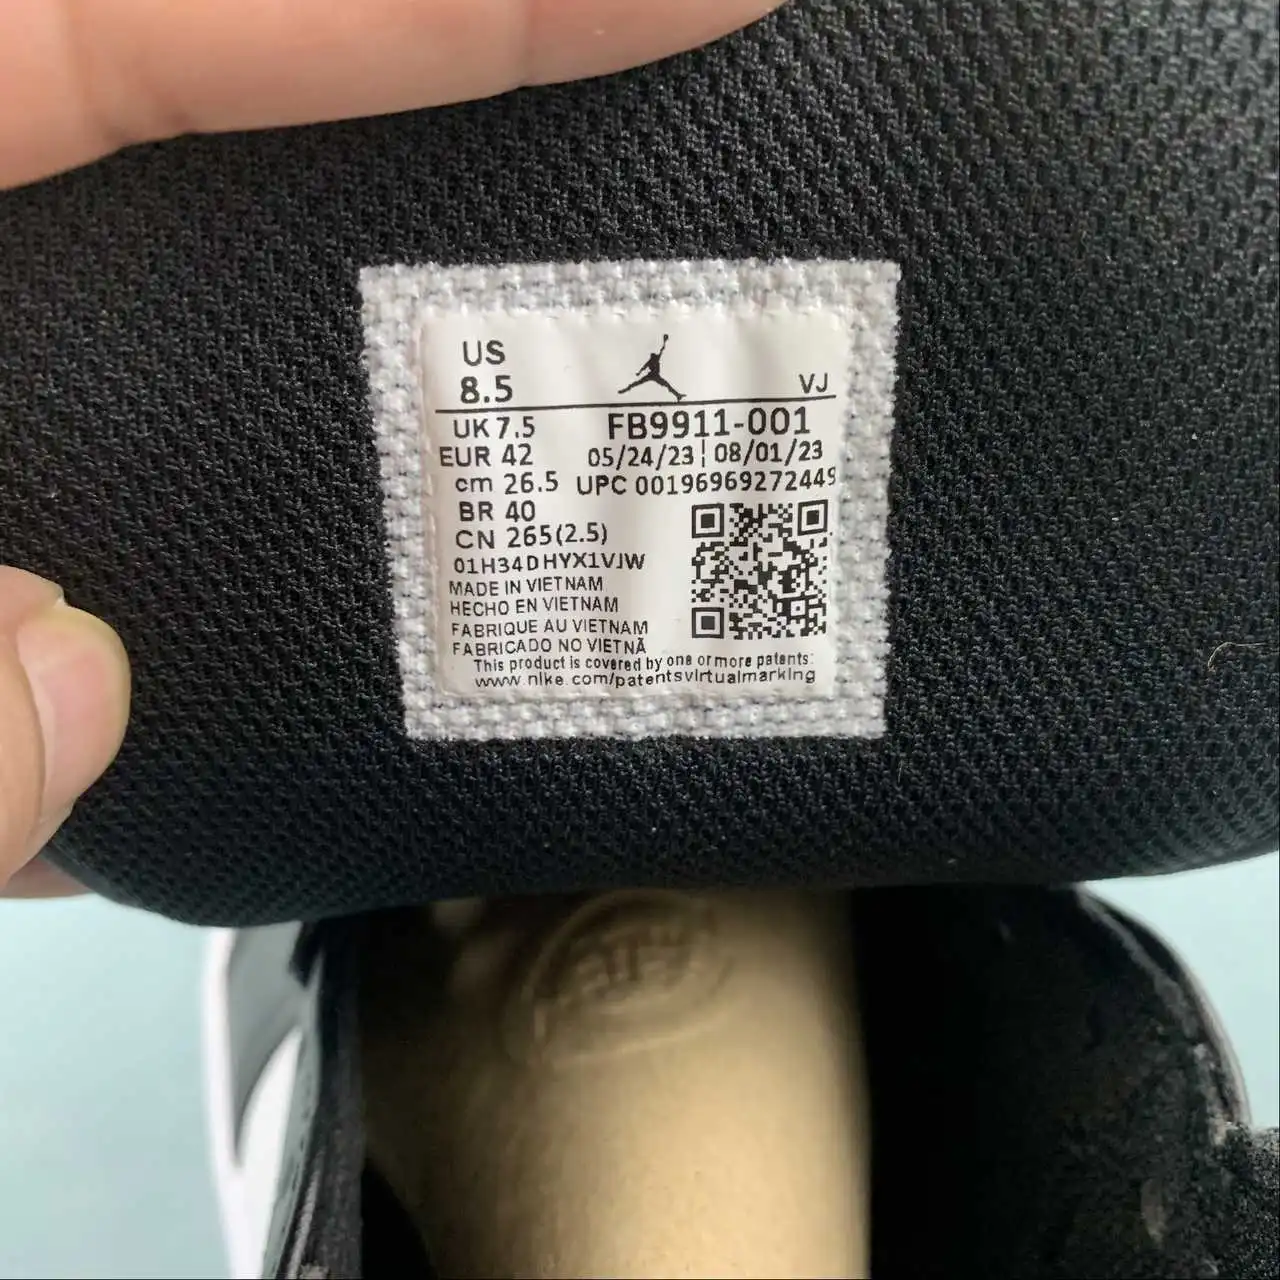 US
8.5
VJ
UK 7.5
FB9911-001
EUR 42
05/24/23 | 08/01/23
cm 26.5
UPC 00196969272449
BR 40
CN 265(2.5)
01H34DHYX1VJW
MADE IN VIETNAM
HECHO EN VIETNAM
FABRIQUE AU VIETNAM
FABRICADO NO VIETNÃ
This product is covered by one or more patents:
www.nike.com/patentsvirtualmarking